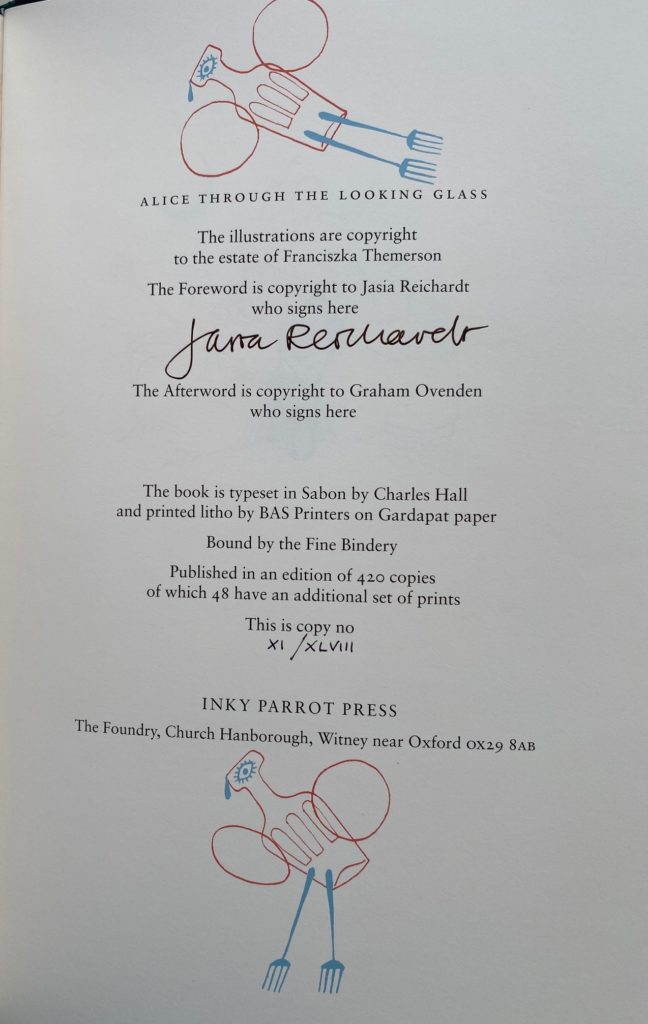 ALICE THROUGH THE LOOKING GLASS
The illustrations are copyright
to the estate of Franciszka Themerson
The Foreword is copyright to Jasia Reichardt
who signs here
Jasia Reichardt
The Afterword is copyright to Graham Ovenden
who signs here
The book is typeset in Sabon by Charles Hall
and printed litho by BAS Printers on Gardapat paper
Bound by the Fine Bindery
Published in an edition of 420 copies
of which 48 have an additional set of prints
This is copy no
XI/XLVIII
INKY PARROT PRESS
The Foundry, Church Hanborough, Witney near Oxford OX29 8AB